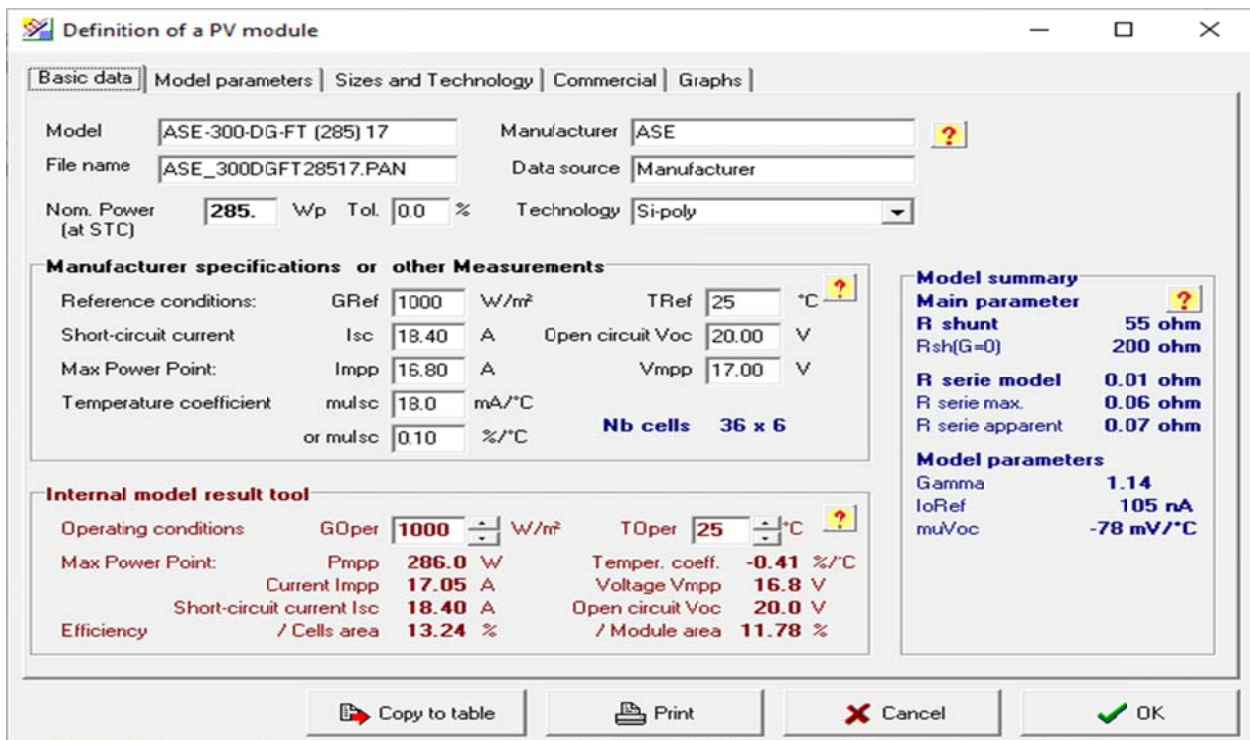 Definition of a PV module
Basic data Model parameters Sizes and Technology Commercial Graphs
Model ASE-300-DG-FT (285) 17 Manufacturer ASE ?
File name ASE_300DGFT28517.PAN Data source Manufacturer
Nom. Power 285. Wp Tol. 0.0 % Technology Si-poly
(at STC)
Manufacturer specifications or other Measurements
Reference conditions: GRef 1000 W/m² TRef 25 °C ?
Short-circuit current Isc 18.40 A Open circuit Voc 20.00 V
Max Power Point: Impp 16.80 A Vmpp 17.00 V
Temperature coefficient muIsc 18.0 mA/°C
Nb cells 36 x 6
or muIsc 0.10 %/°C
Internal model result tool
Operating conditions GOper 1000 W/m² TOper 25 °C ?
Max Power Point: Pmpp 286.0 W Temper. coeff. -0.41 %/°C
Current Impp 17.05 A Voltage Vmpp 16.8 V
Short-circuit current Isc 18.40 A Open circuit Voc 20.0 V
Efficiency / Cells area 13.24 % / Module area 11.78 %
Model summary
Main parameter ?
R shunt 55 ohm
Rsh(G=0) 200 ohm
R serie model 0.01 ohm
R serie max. 0.06 ohm
R serie apparent 0.07 ohm
Model parameters
Gamma 1.14
IoRef 105 nA
muVoc -78 mV/°C
Copy to table Print Cancel OK